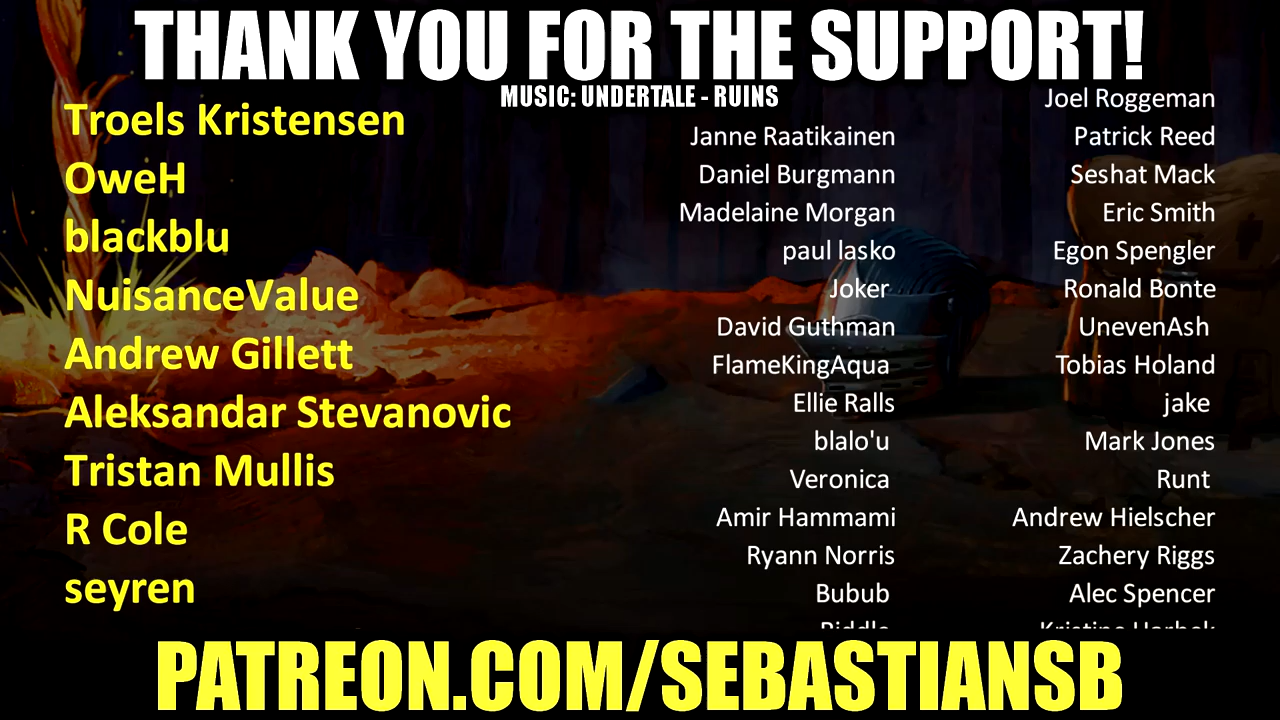 THANK YOU FOR THE SUPPORT!
MUSIC: UNDERTALE - RUINS
Troels Kristensen
OweH
blackblu
NuisanceValue
Andrew Gillett
Aleksandar Stevanovic
Tristan Mullis
R Cole
seyren
Janne Raatikainen
Daniel Burgmann
Madelaine Morgan
paul lasko
Joker
David Guthman
FlameKingAqua
Ellie Ralls
blalo'u
Veronica
Amir Hammami
Ryann Norris
Bubub
Joel Roggeman
Patrick Reed
Seshat Mack
Eric Smith
Egon Spengler
Ronald Bonte
UnevenAsh
Tobias Holand
jake
Mark Jones
Runt
Andrew Hielscher
Zachery Riggs
Alec Spencer
PATREON.COM/SEBASTIANSB